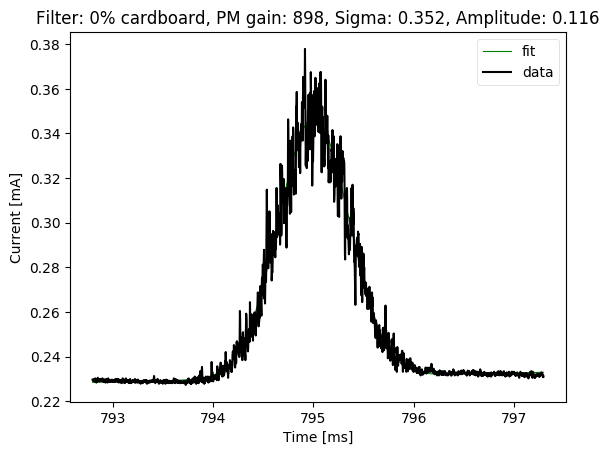 Filter: 0% cardboard, PM gain: 898, Sigma: 0.352, Amplitude: 0.116
fit
data
0.38
0.36
0.34
0.32
0.30
0.28
0.26
0.24
0.22
Current [mA]
793 794 795 796 797
Time [ms]